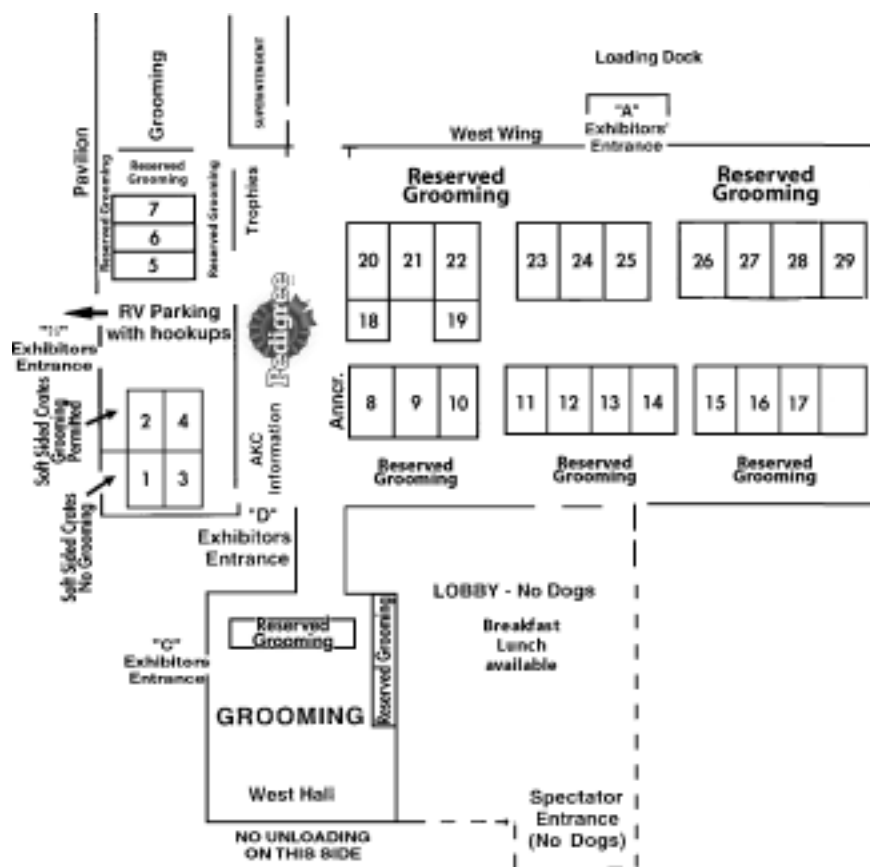 Loading Dock
Grooming
SUPERINTENDENT
"A"
Exhibitors'
Entrance
West Wing
Pavilion
Reserved
Grooming
Reserved Grooming
Reserved Grooming
Trophies
7
6
5
Reserved
Grooming
Reserved
Grooming
20
21
22
23
24
25
26
27
28
29
18
19
RV Parking
with hookups
Pedigree
Exhibitors
Entrance
Anncr.
8
9
10
11
12
13
14
15
16
17
2
4
1
3
Soft Sided Crates
Grooming
Permitted
Soft Sided Crates
No Grooming
AKC
Information
Reserved
Grooming
Reserved
Grooming
Reserved
Grooming
"D"
Exhibitors
Entrance
LOBBY - No Dogs
Breakfast
Lunch
available
Reserved
Grooming
Reserved Grooming
"C"
Exhibitors
Entrance
GROOMING
West Hall
Spectator
Entrance
(No Dogs)
NO UNLOADING
ON THIS SIDE